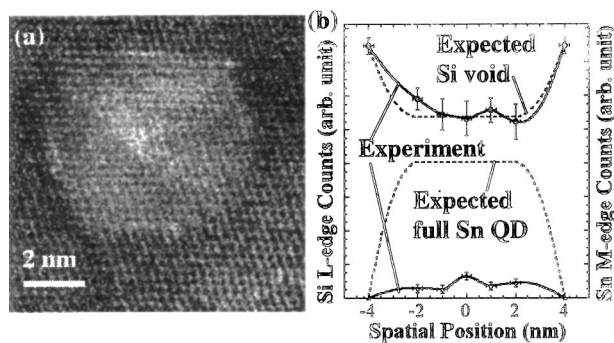 (a)
2 nm
(b)
Si L-edge Counts (arb. unit)
Expected
Si void
Experiment
Expected
full Sn QD
-4
-2
0
2
4
Spatial Position (nm)
Sn M-edge Counts (arb. unit)